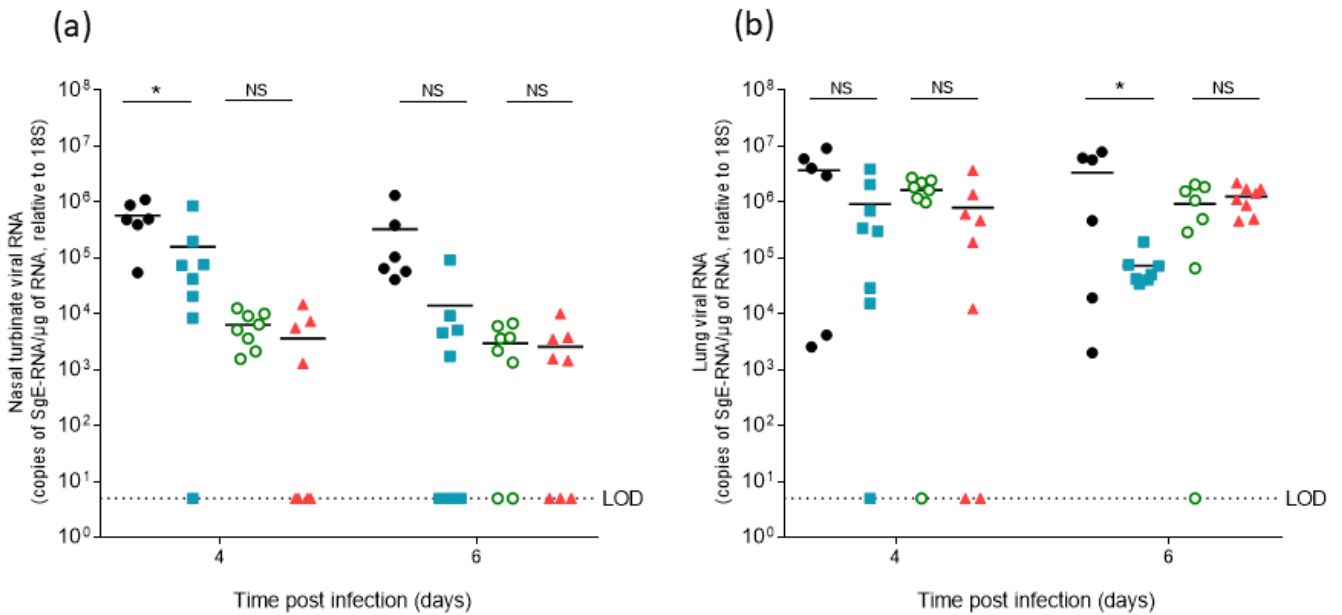 (a)
Nasal turbinate viral RNA
(copies of SgE-RNA/µg of RNA, relative to 18S)
* NS NS NS
10⁸
10⁷
10⁶
10⁵
10⁴
10³
10²
10¹
10⁰
LOD
4 6
Time post infection (days)
(b)
Lung viral RNA
(copies of SgE-RNA/µg of RNA, relative to 18S)
NS NS * NS
10⁸
10⁷
10⁶
10⁵
10⁴
10³
10²
10¹
10⁰
LOD
4 6
Time post infection (days)